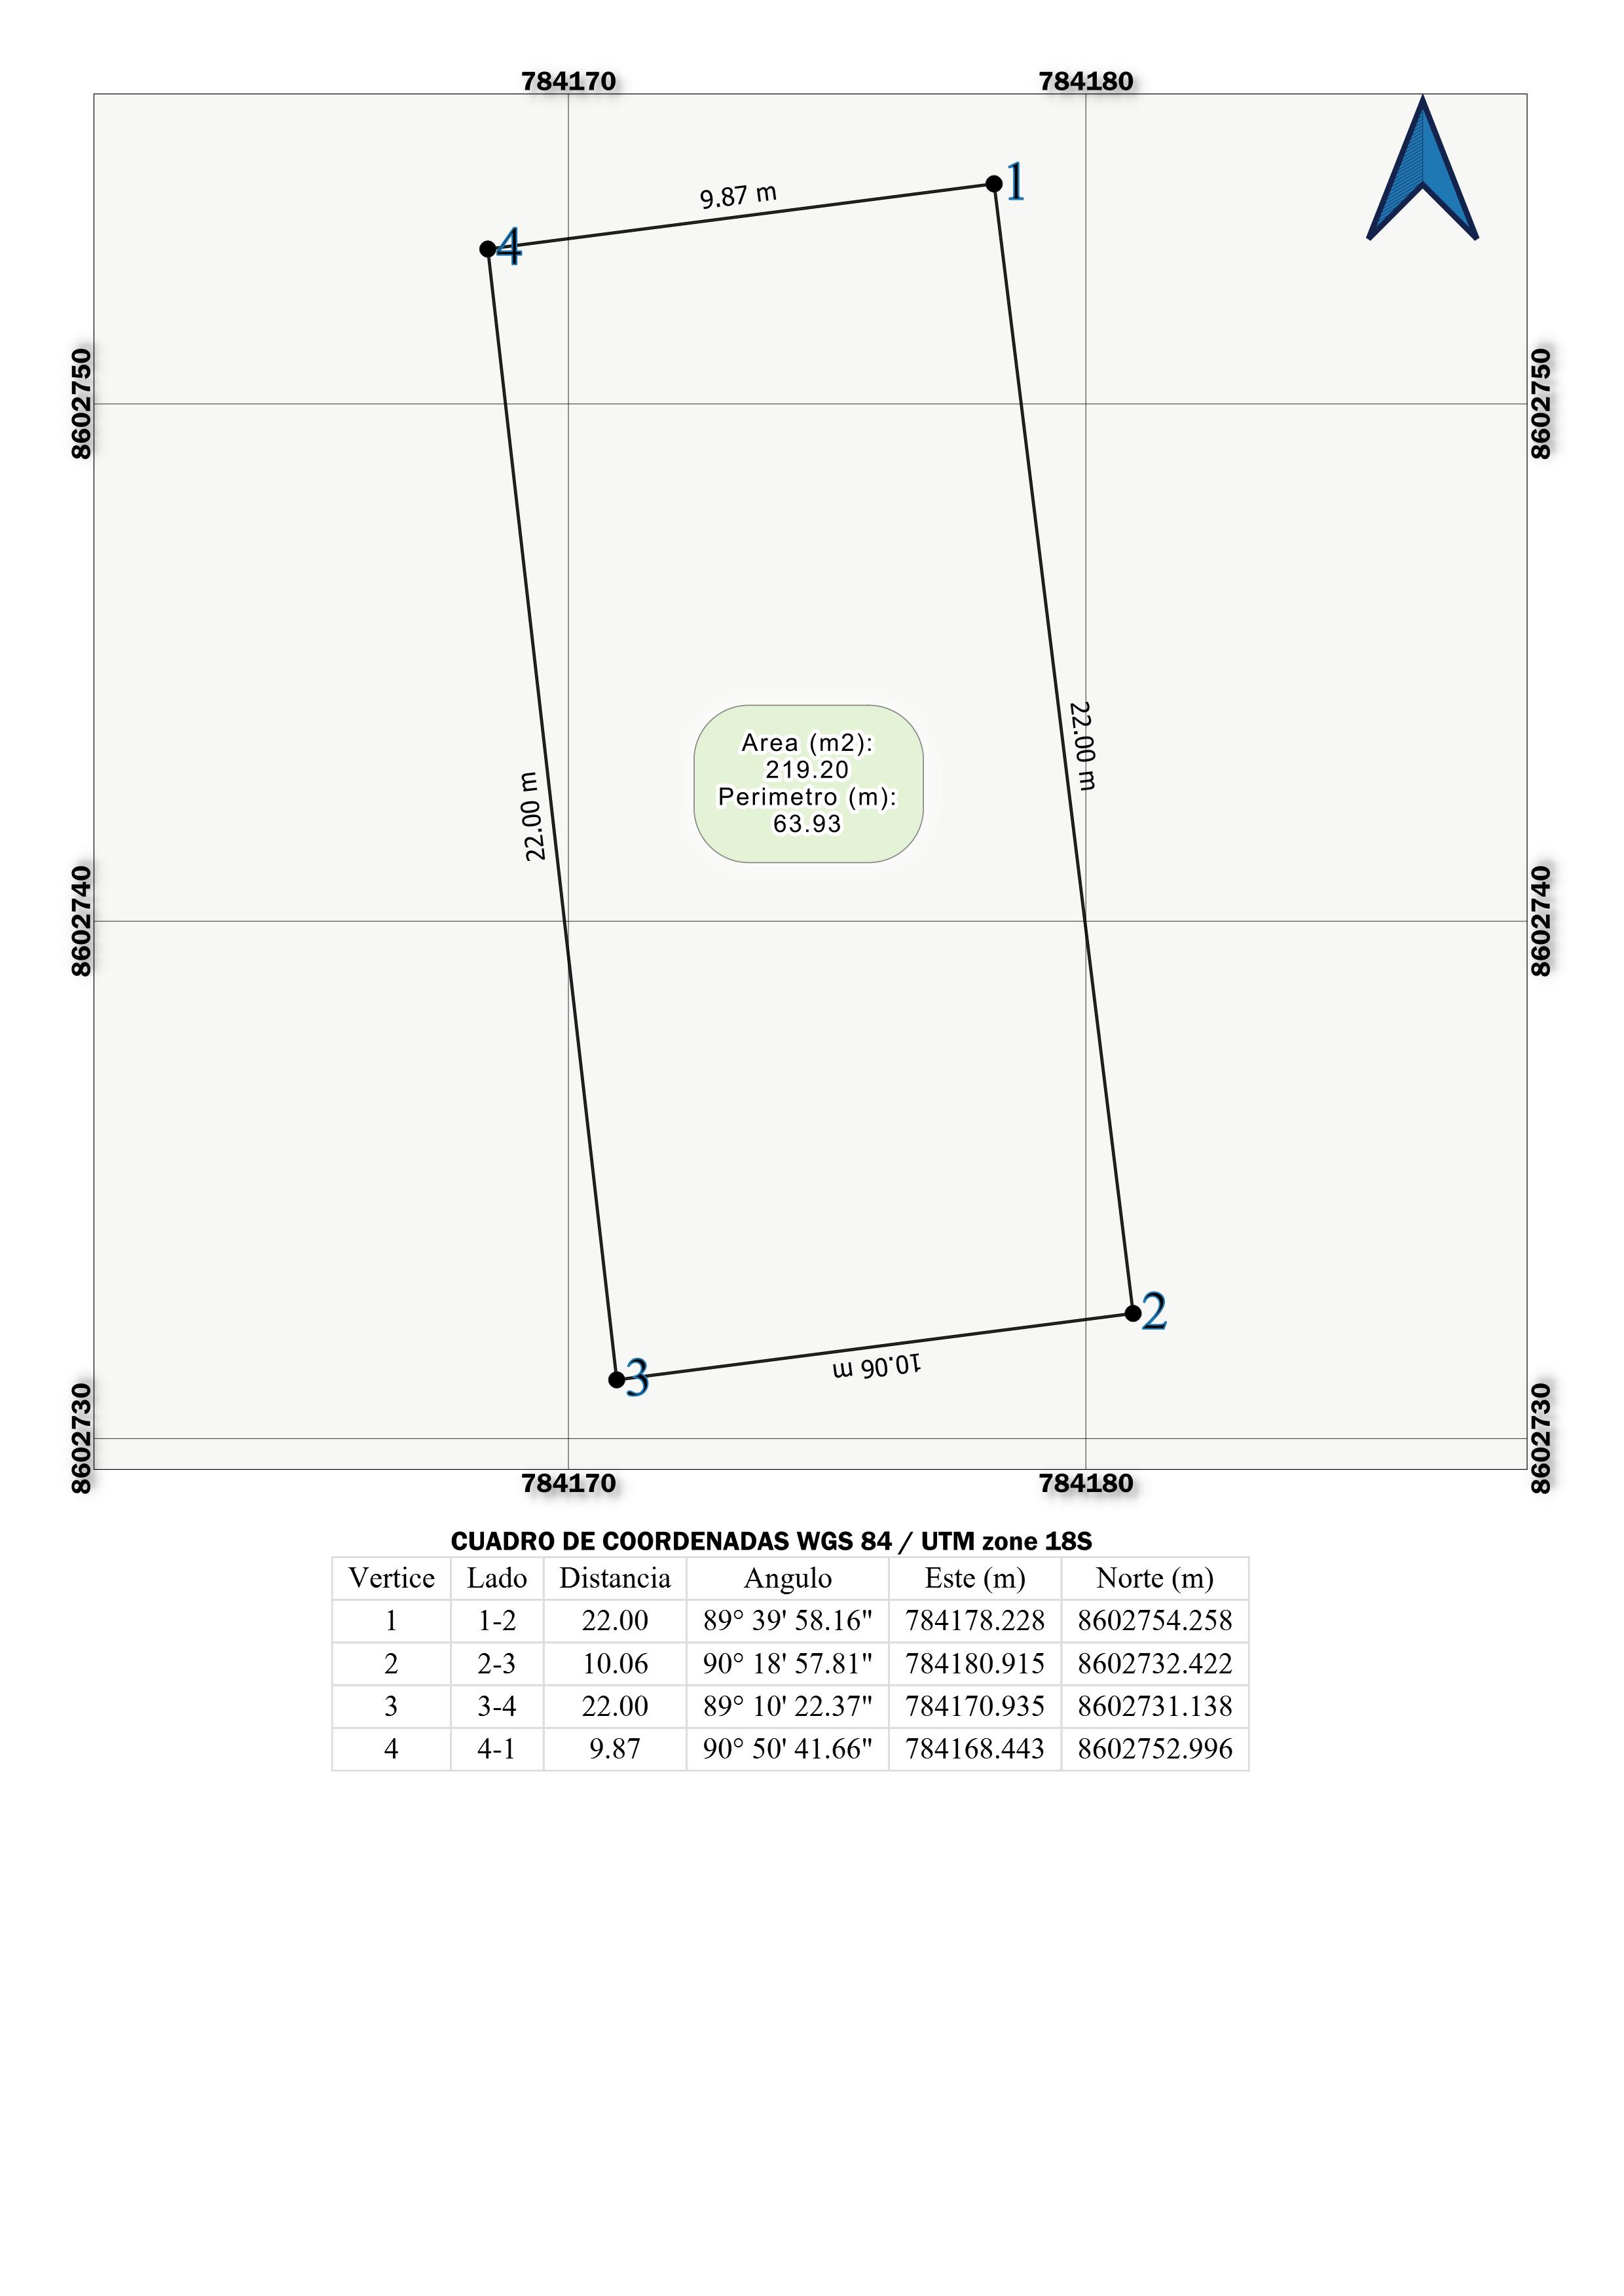 784170 784180
1
9.87 m
4
8602750 8602750
22.00 m
Area (m2):
219.20
Perimetro (m):
63.93
22.00 m
8602740 8602740
2
10.06 m
3
8602730 8602730
784170 784180
CUADRO DE COORDENADAS WGS 84 / UTM zone 18S
Vertice Lado Distancia Angulo Este (m) Norte (m)
1 1-2 22.00 89° 39' 58.16" 784178.228 8602754.258
2 2-3 10.06 90° 18' 57.81" 784180.915 8602732.422
3 3-4 22.00 89° 10' 22.37" 784170.935 8602731.138
4 4-1 9.87 90° 50' 41.66" 784168.443 8602752.996